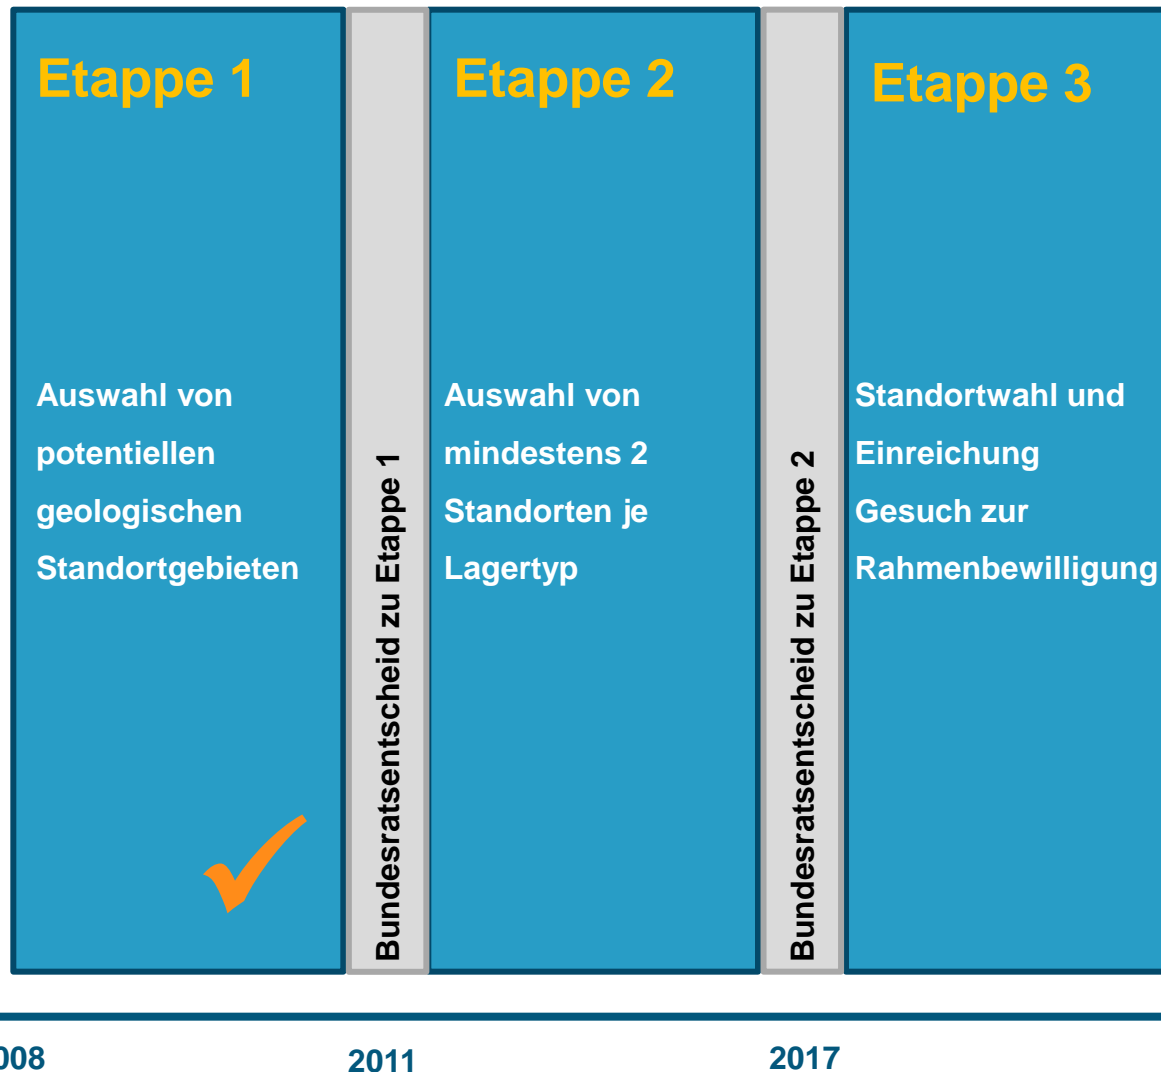 Etappe 1
Auswahl von
potentiellen
geologischen
Standortgebieten
Bundesratsentscheid zu Etappe 1
Etappe 2
Auswahl von
mindestens 2
Standorten je
Lagertyp
Bundesratsentscheid zu Etappe 2
Etappe 3
Standortwahl und
Einreichung
Gesuch zur
Rahmenbewilligung
008
2011
2017